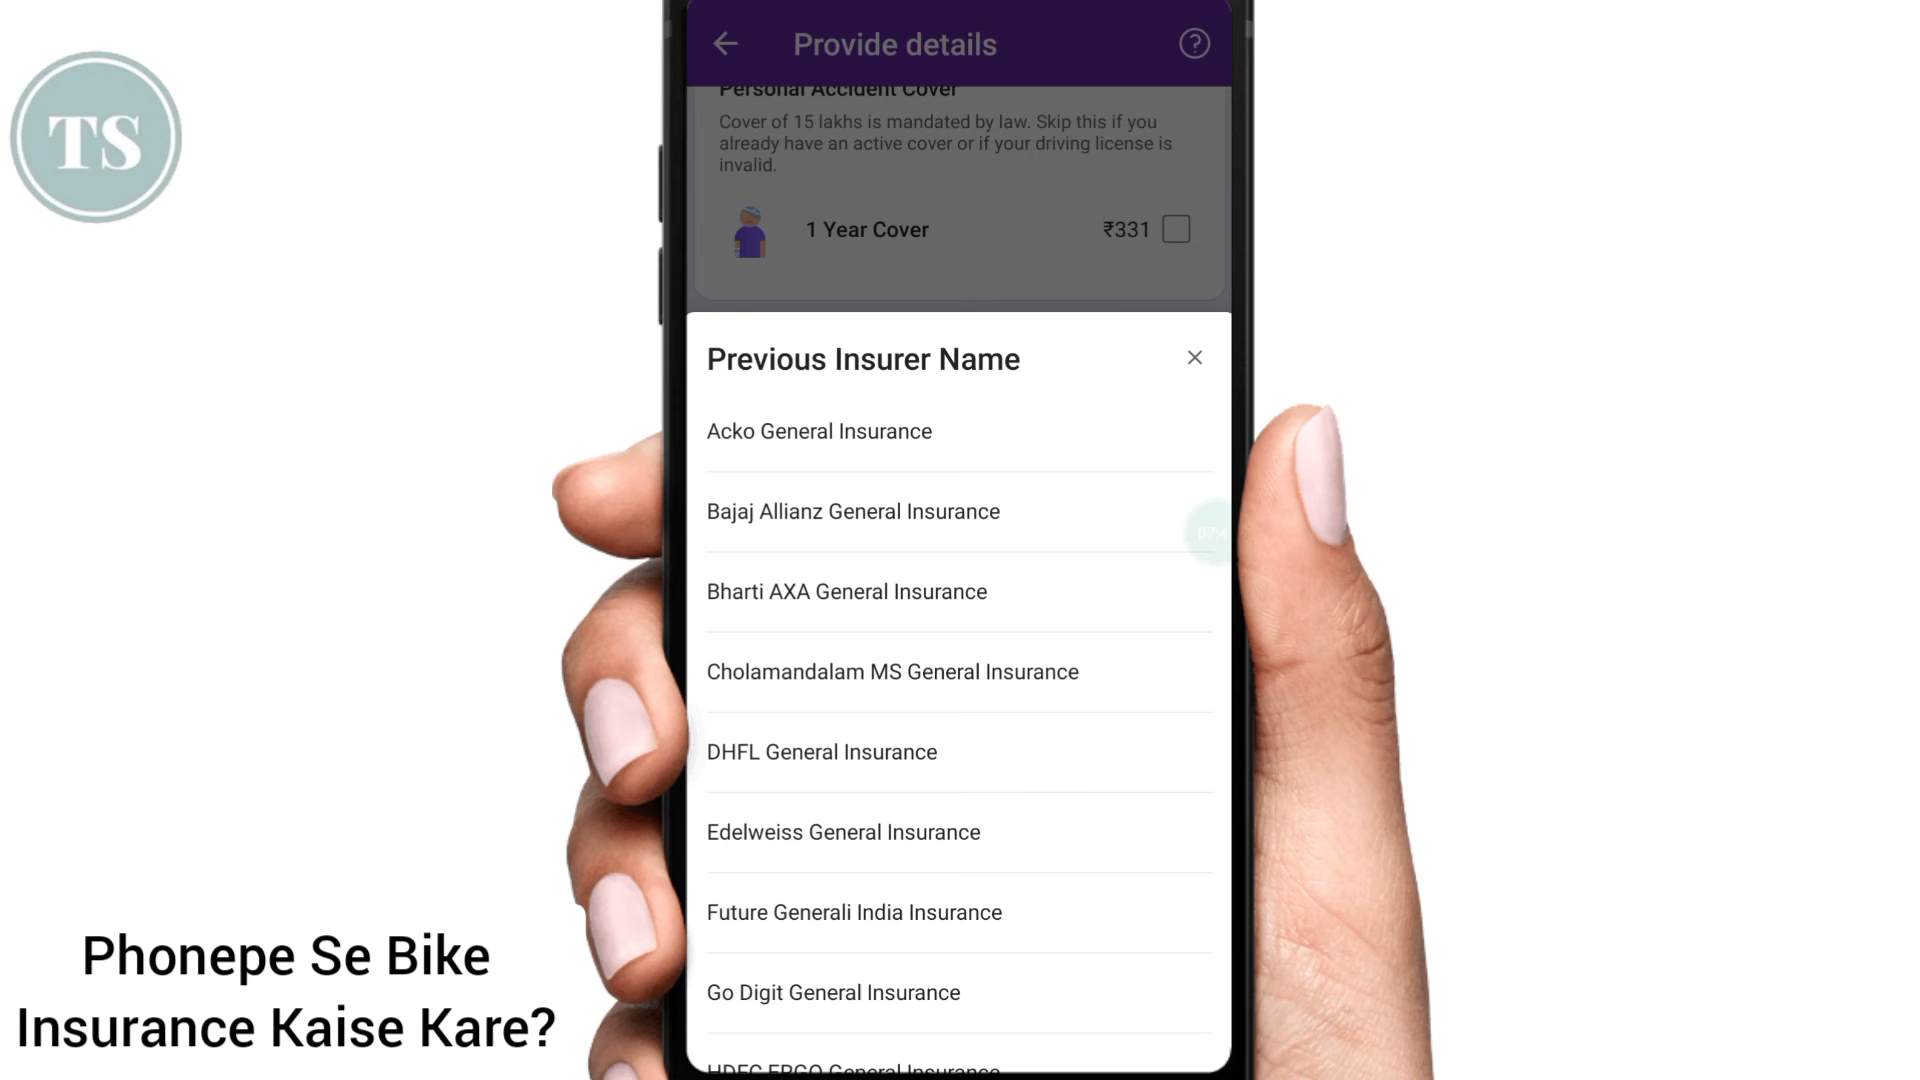 TS
Provide details
Personal Accident Cover
Cover of 15 lakhs is mandated by law. Skip this if you
already have an active cover or if your driving license is
invalid.
1 Year Cover ₹331
Previous Insurer Name
Acko General Insurance
Bajaj Allianz General Insurance
07:4
Bharti AXA General Insurance
Cholamandalam MS General Insurance
DHFL General Insurance
Edelweiss General Insurance
Future Generali India Insurance
Go Digit General Insurance
HDFC ERGO General Insurance
Phonepe Se Bike
Insurance Kaise Kare?